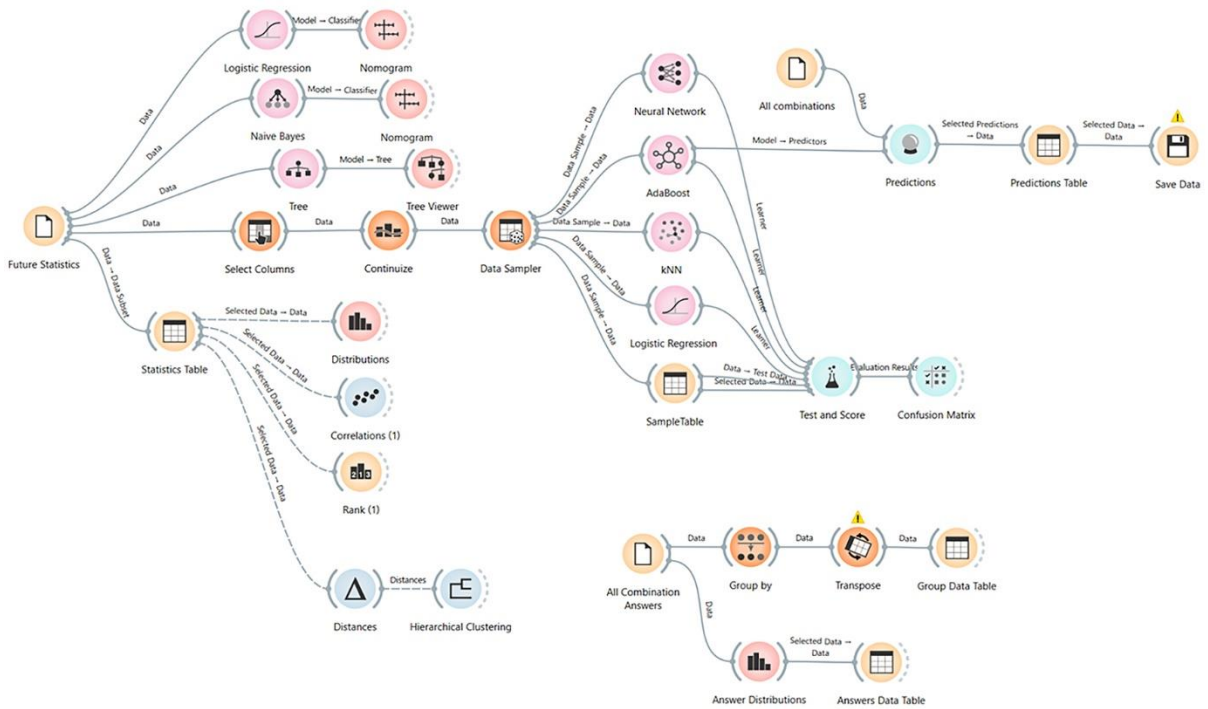 Model → Classifier
Logistic Regression
Nomogram
Data
Model → Classifier
Naive Bayes
Nomogram
Data
Model → Tree
Tree
Tree Viewer
Data
Future Statistics
Data
Select Columns
Data
Continuize
Data
Data Sampler
Data → Data Subset
Statistics Table
Selected Data → Data
Distributions
Selected Data → Data
Correlations (1)
Selected Data → Data
Rank (1)
Selected Data → Data
Distances
Distances
Hierarchical Clustering
Data Sample → Data
Neural Network
Data Sample → Data
AdaBoost
Data Sample → Data
kNN
Data Sample → Data
Logistic Regression
Data Sample → Data
SampleTable
Learner
Learner
Learner
Learner
Data → Test Data
Selected Data → Data
Test and Score
Evaluation Results
Confusion Matrix
All combinations
Data
Model → Predictors
Predictions
Selected Predictions
→ Data
Predictions Table
Selected Data →
Data
Save Data
All Combination
Answers
Data
Group by
Data
Transpose
Data
Group Data Table
Data
Answer Distributions
Selected Data →
Data
Answers Data Table
2 1 3